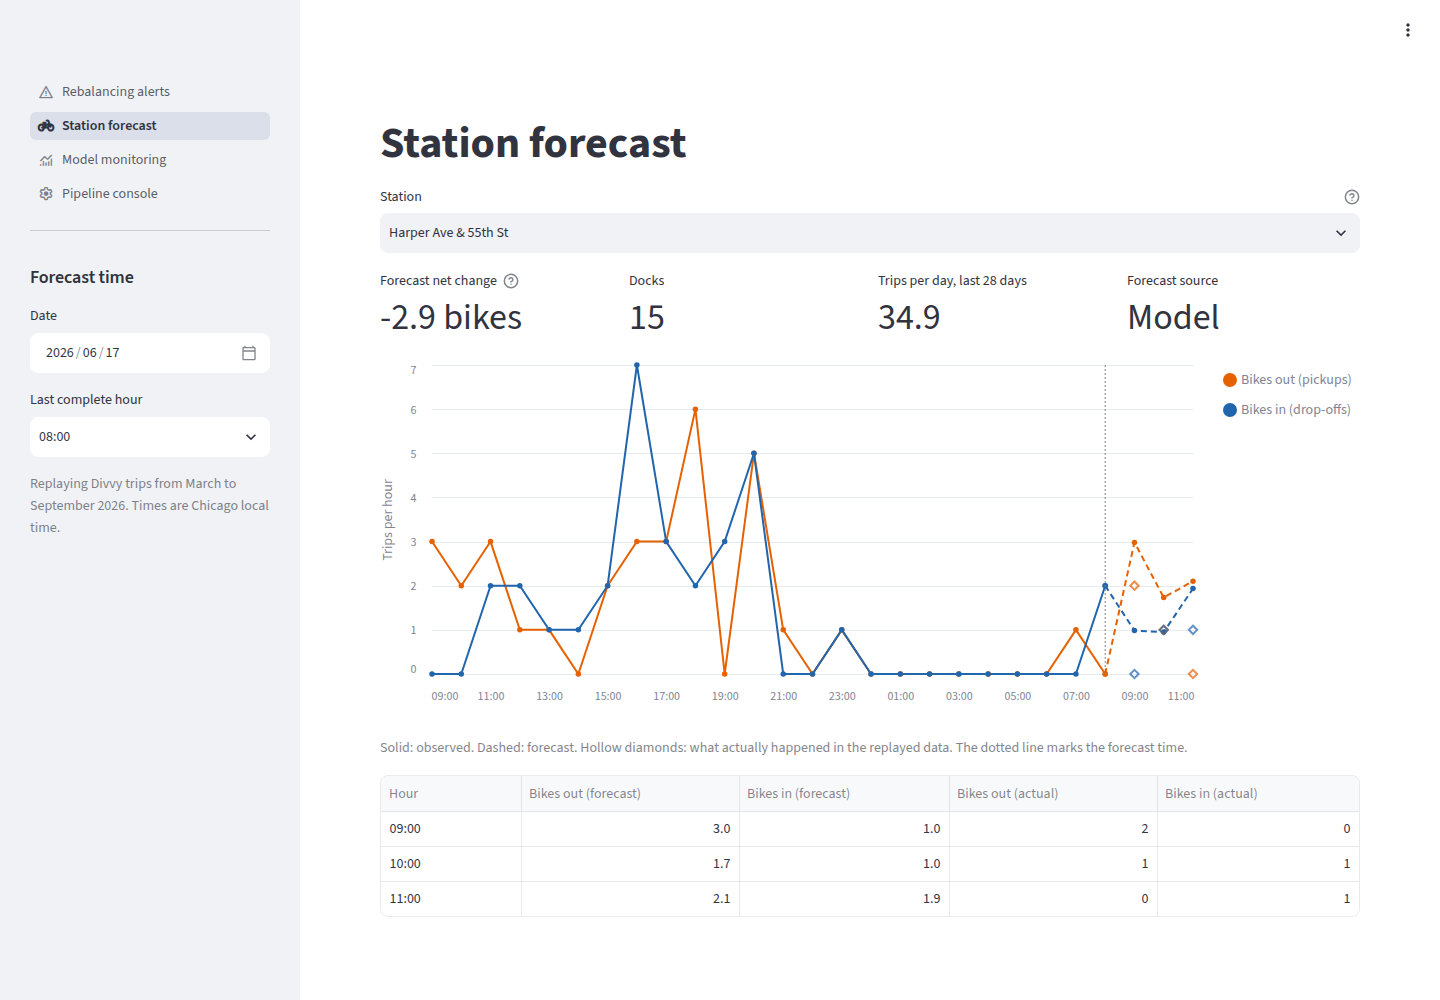 Rebalancing alerts
Station forecast
Model monitoring
Pipeline console
Forecast time
Date
2026 / 06 / 17
Last complete hour
08:00
Replaying Divvy trips from March to
September 2026. Times are Chicago local
time.
Station forecast
Station
Harper Ave & 55th St
Forecast net change
-2.9 bikes
Docks
15
Trips per day, last 28 days
34.9
Forecast source
Model
Trips per hour
7
6
5
4
3
2
1
0
09:00 11:00 13:00 15:00 17:00 19:00 21:00 23:00 01:00 03:00 05:00 07:00 09:00 11:00
Bikes out (pickups)
Bikes in (drop-offs)
Solid: observed. Dashed: forecast. Hollow diamonds: what actually happened in the replayed data. The dotted line marks the forecast time.
Hour Bikes out (forecast) Bikes in (forecast) Bikes out (actual) Bikes in (actual)
09:00 3.0 1.0 2 0
10:00 1.7 1.0 1 1
11:00 2.1 1.9 0 1